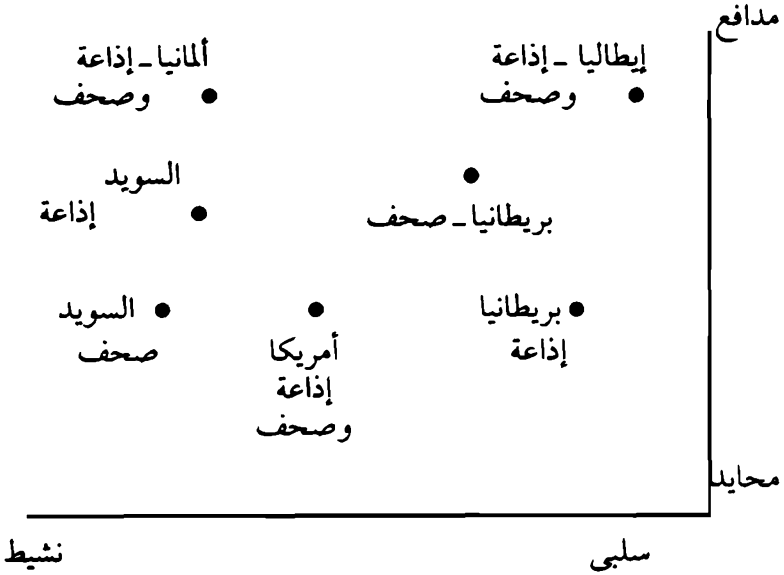 مدافع
إيطاليا - إذاعة
وصحف
ألمانيا - إذاعة
وصحف
السويد
إذاعة
بريطانيا - صحف
بريطانيا
إذاعة
أمريكا
إذاعة
وصحف
السويد
صحف
محايد
سلبى
نشيط